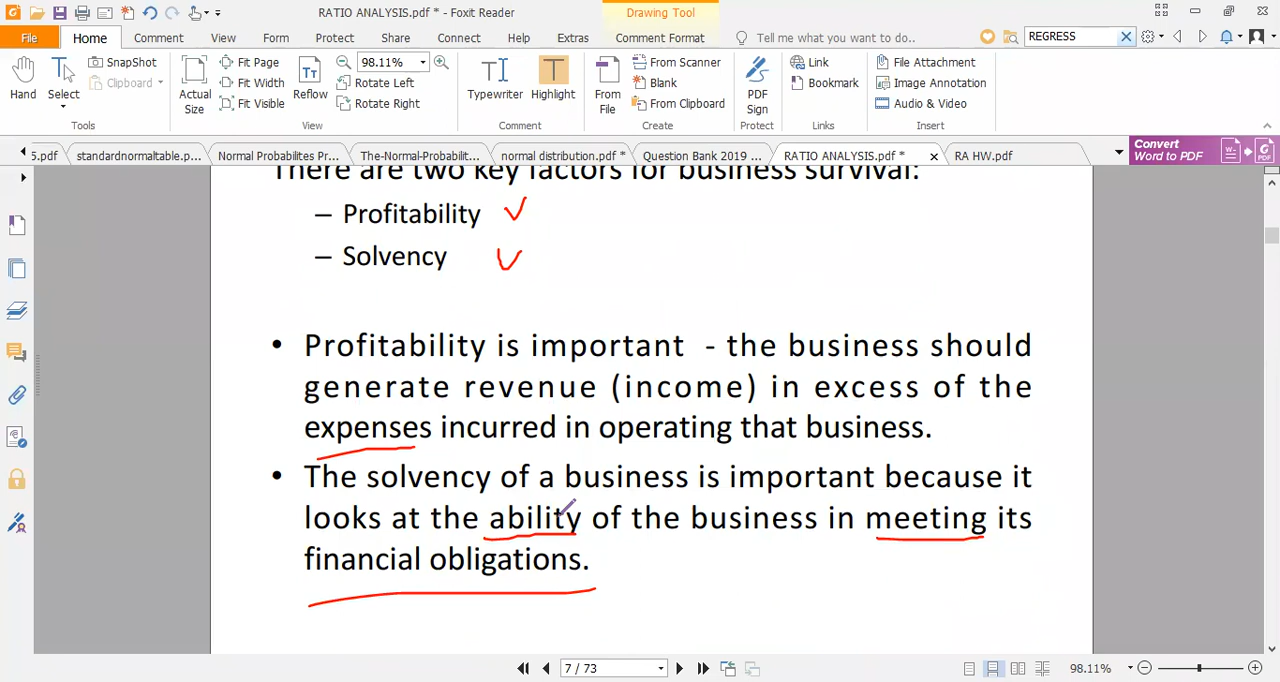 RATIO ANALYSIS.pdf * - Foxit Reader
Drawing Tool
File Home Comment View Form Protect Share Connect Help Extras Comment Format Tell me what you want to do.. REGRESS
Hand Select SnapShot Clipboard Actual Size Fit Page Fit Width Fit Visible Reflow 98.11% Rotate Left Rotate Right Typewriter Highlight From File From Scanner Blank From Clipboard PDF Sign Link Bookmark File Attachment Image Annotation Audio & Video
Tools View Comment Create Protect Links Insert
5.pdf standardnormaltable.p... Normal Probabilites Pr... The-Normal-Probabilit... normal distribution.pdf * Question Bank 2019 ... RATIO ANALYSIS.pdf * RA HW.pdf Convert Word to PDF
There are two key factors for business survival:
– Profitability
– Solvency
• Profitability is important - the business should
generate revenue (income) in excess of the
expenses incurred in operating that business.
• The solvency of a business is important because it
looks at the ability of the business in meeting its
financial obligations.
7 / 73 98.11%